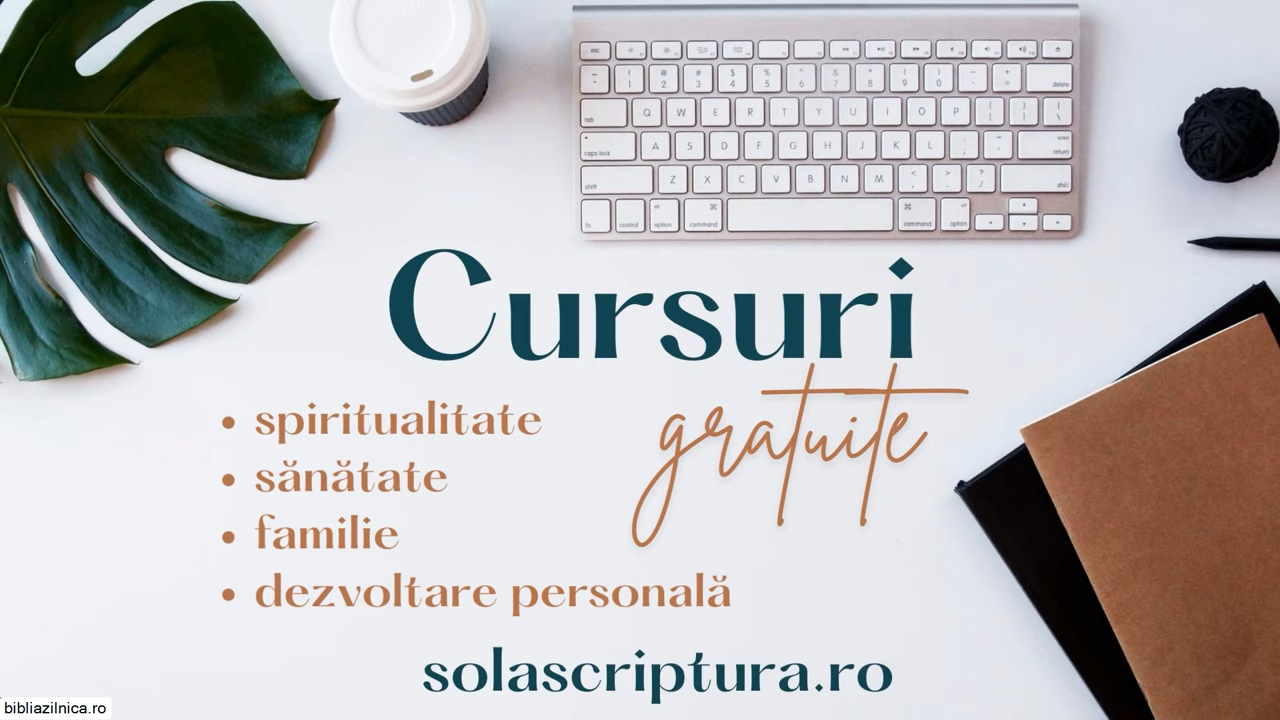 Cursuri
gratuite
• spiritualitate
• sănătate
• familie
• dezvoltare personală
solascriptura.ro
bibliazilnica.ro